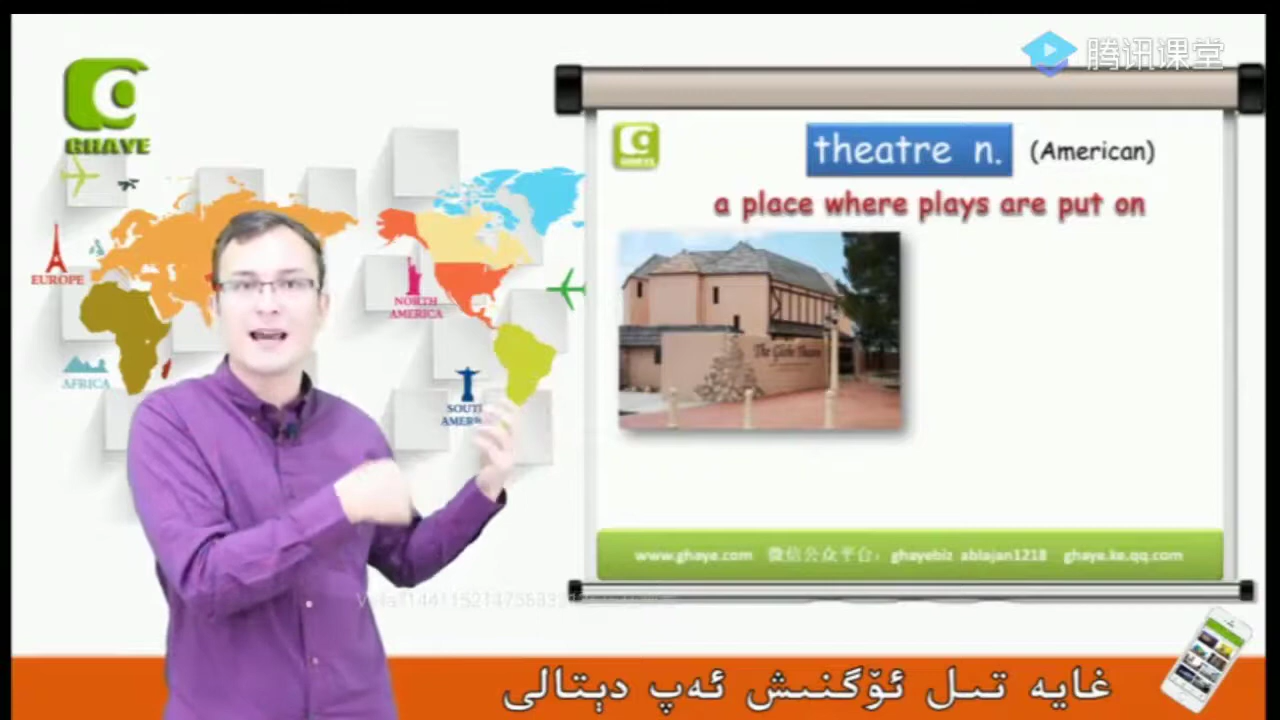 腾讯课堂
GHAYE
theatre n. (American)
a place where plays are put on
EUROPE
NORTH
AMERICA
AFRICA
The Globe Theatre
www.ghaye.com 微信公众平台: ghayebiz ablajan1218 ghaye.ke.qq.com
غايە تىل ئۆگىنىش ئەپ دېتالى